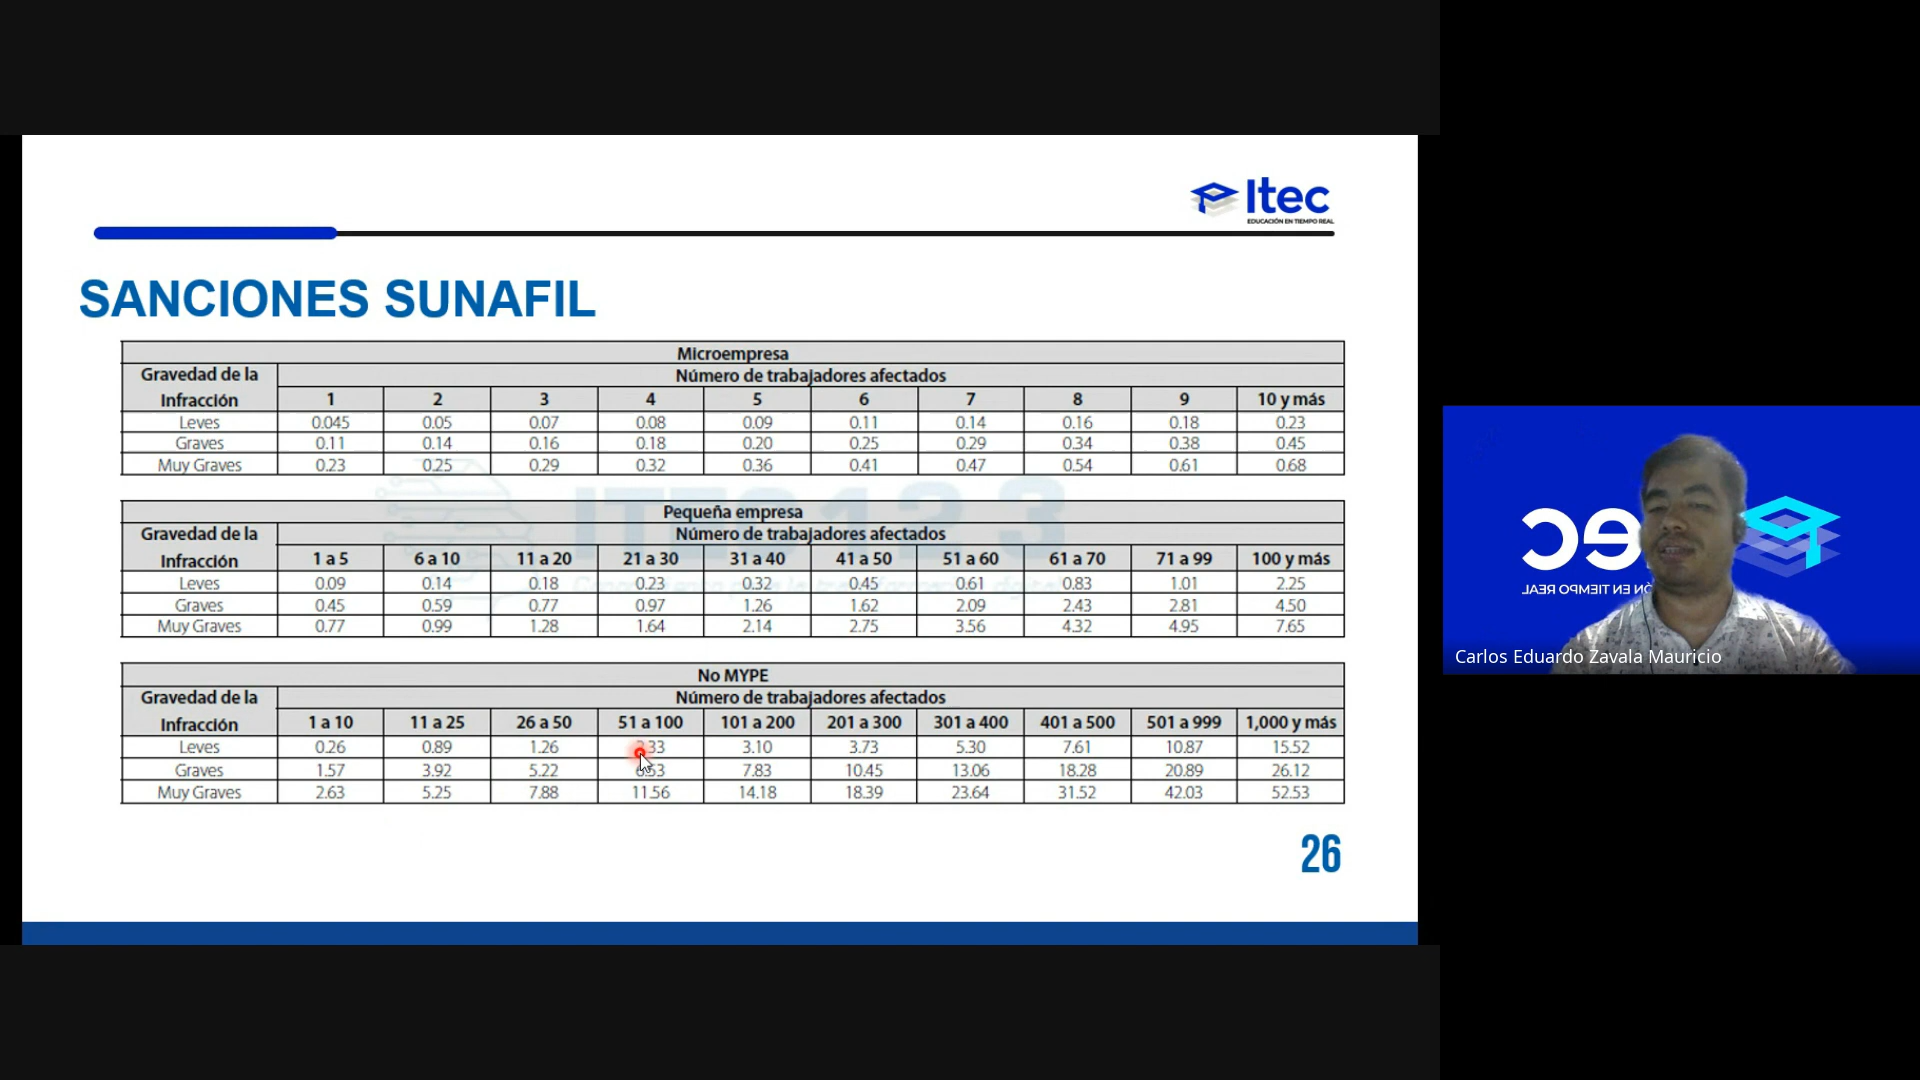 Itec
EDUCACIÓN EN TIEMPO REAL
SANCIONES SUNAFIL
Microempresa
Gravedad de la Infracción Número de trabajadores afectados
1 2 3 4 5 6 7 8 9 10 y más
Leves 0.045 0.05 0.07 0.08 0.09 0.11 0.14 0.16 0.18 0.23
Graves 0.11 0.14 0.16 0.18 0.20 0.25 0.29 0.34 0.38 0.45
Muy Graves 0.23 0.25 0.29 0.32 0.36 0.41 0.47 0.54 0.61 0.68
ITEC 1 2 3
Pequeña empresa
Gravedad de la Infracción Número de trabajadores afectados
1 a 5 6 a 10 11 a 20 21 a 30 31 a 40 41 a 50 51 a 60 61 a 70 71 a 99 100 y más
Leves 0.09 0.14 0.18 0.23 0.32 0.45 0.61 0.83 1.01 2.25
Graves 0.45 0.59 0.77 0.97 1.26 1.62 2.09 2.43 2.81 4.50
Muy Graves 0.77 0.99 1.28 1.64 2.14 2.75 3.56 4.32 4.95 7.65
No MYPE
Gravedad de la Infracción Número de trabajadores afectados
1 a 10 11 a 25 26 a 50 51 a 100 101 a 200 201 a 300 301 a 400 401 a 500 501 a 999 1,000 y más
Leves 0.26 0.89 1.26 3.10 3.73 5.30 7.61 10.87 15.52
Graves 1.57 3.92 5.22 7.83 10.45 13.06 18.28 20.89 26.12
Muy Graves 2.63 5.25 7.88 11.56 14.18 18.39 23.64 31.52 42.03 52.53
26
ec
ÓN EN TIEMPO REAL
Carlos Eduardo Zavala Mauricio